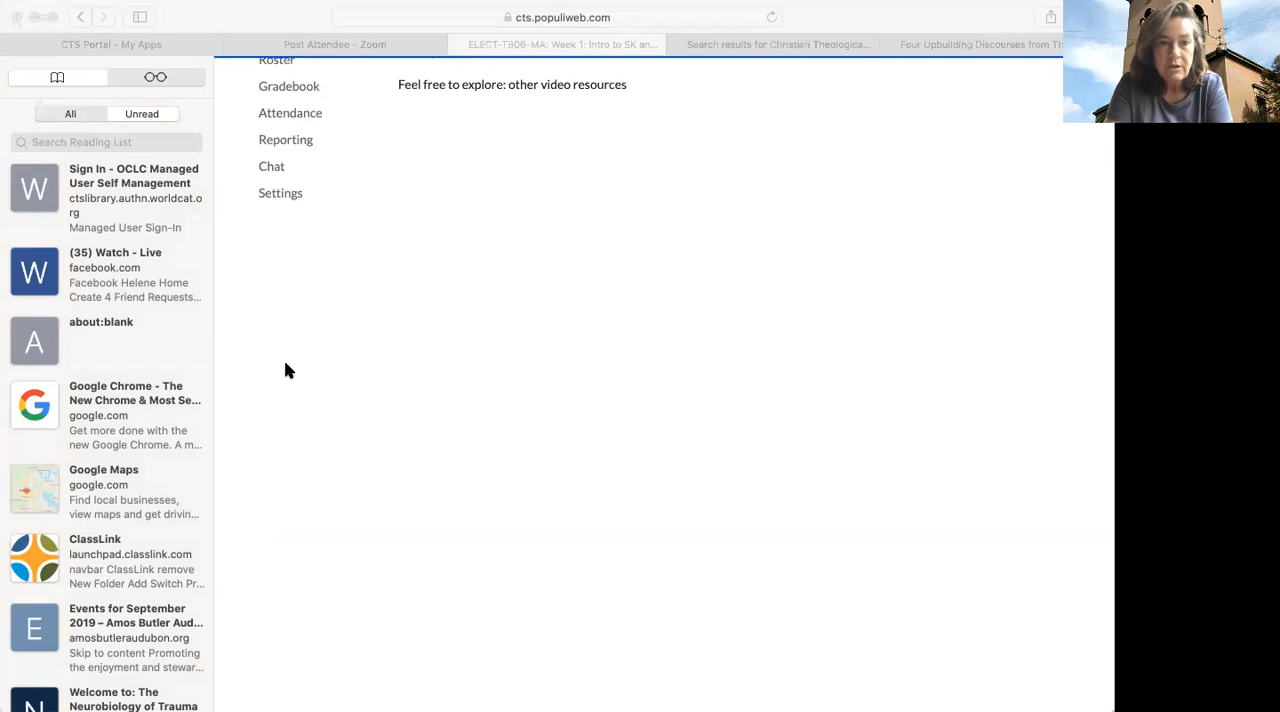 cts.populiweb.com
CTS Portal - My Apps
Post Attendee - Zoom
ELECT-T806-MA: Week 1: Intro to SK an...
Search results for Christian Theologica...
Four Upbuilding Discourses from Th
All
Unread
Search Reading List
W
Sign In - OCLC Managed
User Self Management
ctslibrary.authn.worldcat.o
rg
Managed User Sign-In
W
(35) Watch - Live
facebook.com
Facebook Helene Home
Create 4 Friend Requests...
A
about:blank
Google Chrome - The
New Chrome & Most Se...
google.com
Get more done with the
new Google Chrome. A m...
Google Maps
google.com
Find local businesses,
view maps and get drivin...
ClassLink
launchpad.classlink.com
navbar ClassLink remove
New Folder Add Switch Pr...
E
Events for September
2019 – Amos Butler Aud...
amosbutleraudubon.org
Skip to content Promoting
the enjoyment and stewar...
N
Welcome to: The
Neurobiology of Trauma
Roster
Gradebook
Attendance
Reporting
Chat
Settings
Feel free to explore: other video resources